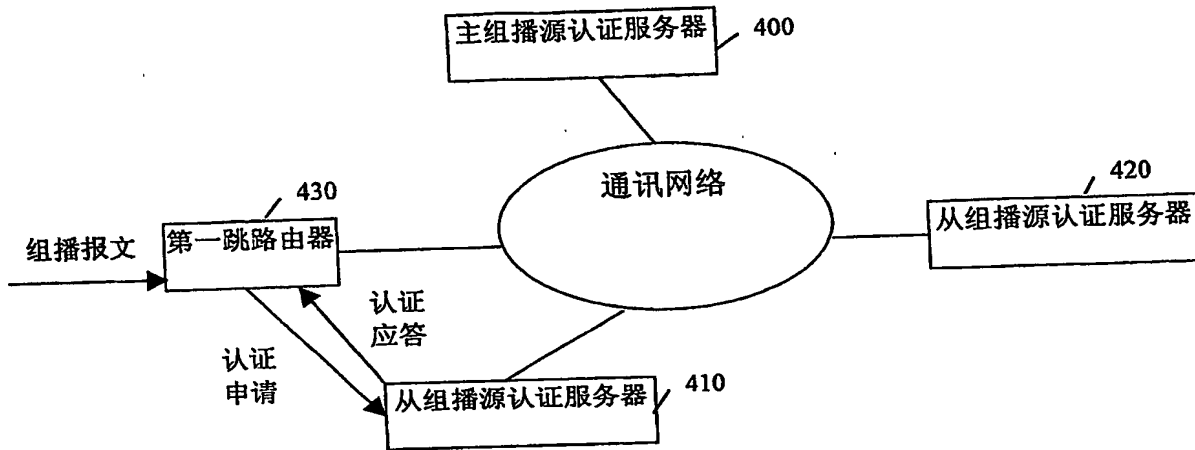 主组播源认证服务器
400
通讯网络
420
从组播源认证服务器
430
第一跳路由器
组播报文
认证
应答
认证
申请
从组播源认证服务器
410